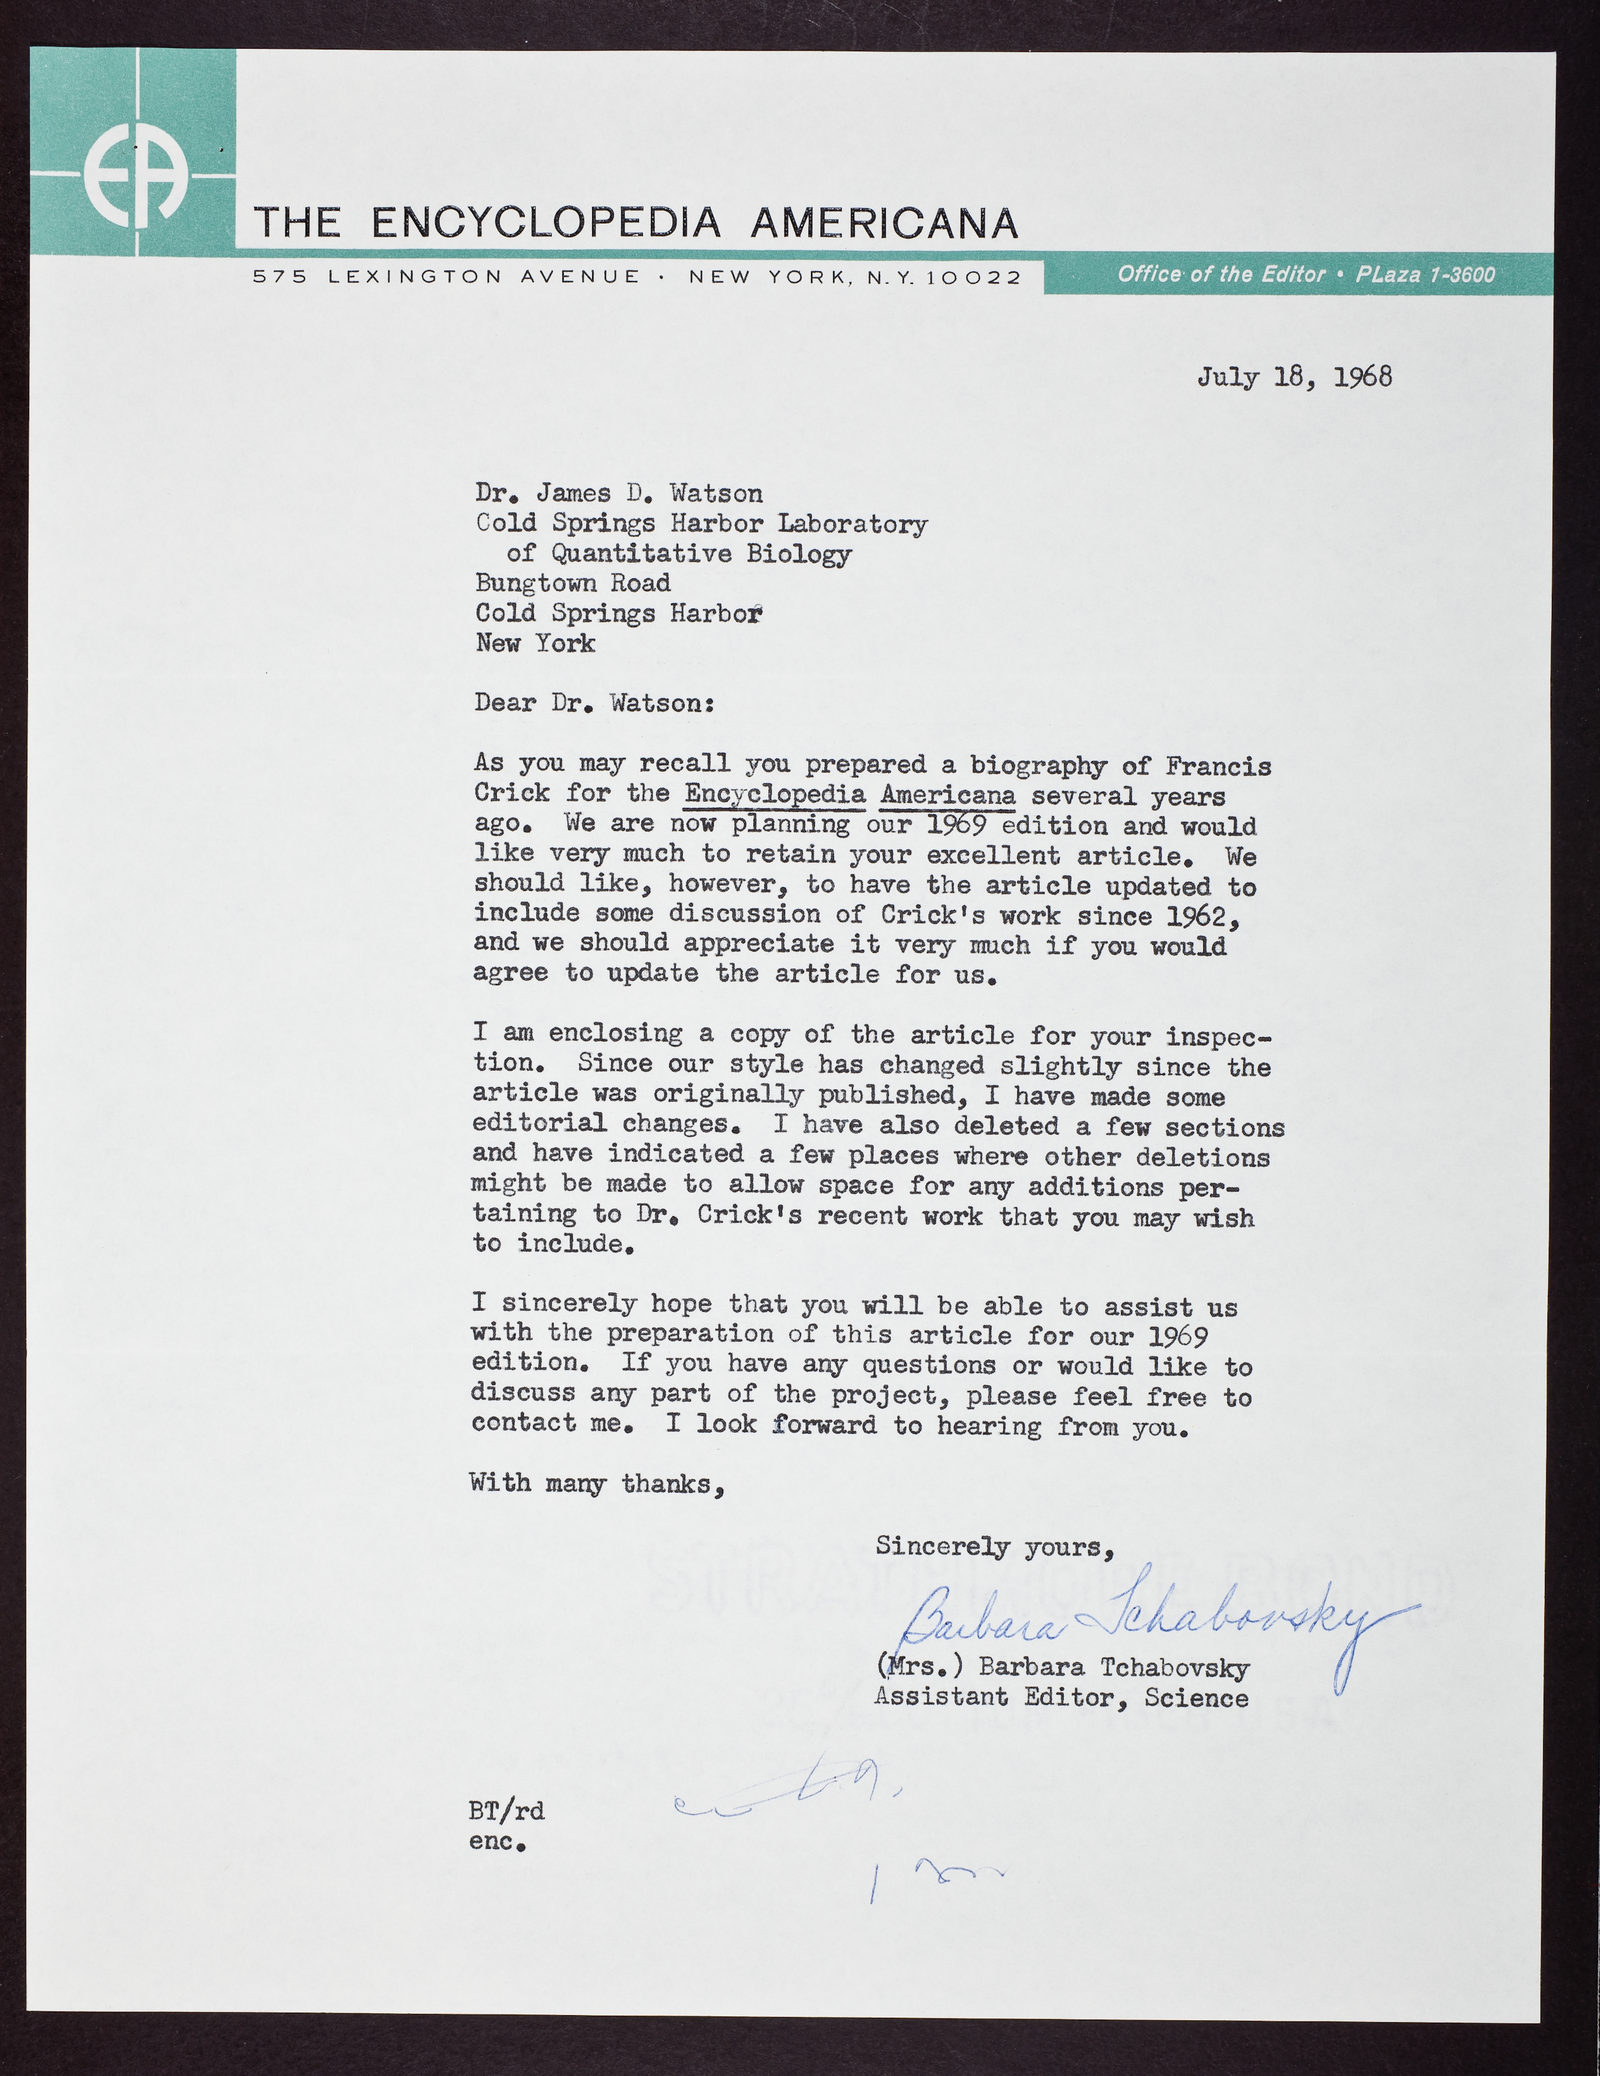 EA
THE ENCYCLOPEDIA AMERICANA
575 LEXINGTON AVENUE · NEW YORK, N.Y. 10022
Office of the Editor • PLaza 1-3600
July 18, 1968
Dr. James D. Watson
Cold Springs Harbor Laboratory
of Quantitative Biology
Bungtown Road
Cold Springs Harbor
New York
Dear Dr. Watson:
As you may recall you prepared a biography of Francis
Crick for the Encyclopedia Americana several years
ago. We are now planning our 1969 edition and would
like very much to retain your excellent article. We
should like, however, to have the article updated to
include some discussion of Crick's work since 1962,
and we should appreciate it very much if you would
agree to update the article for us.
I am enclosing a copy of the article for your inspec-
tion. Since our style has changed slightly since the
article was originally published, I have made some
editorial changes. I have also deleted a few sections
and have indicated a few places where other deletions
might be made to allow space for any additions per-
taining to Dr. Crick's recent work that you may wish
to include.
I sincerely hope that you will be able to assist us
with the preparation of this article for our 1969
edition. If you have any questions or would like to
discuss any part of the project, please feel free to
contact me. I look forward to hearing from you.
With many thanks,
Sincerely yours,
Barbara Tchabovsky
(Mrs.) Barbara Tchabovsky
Assistant Editor, Science
BT/rd
enc.